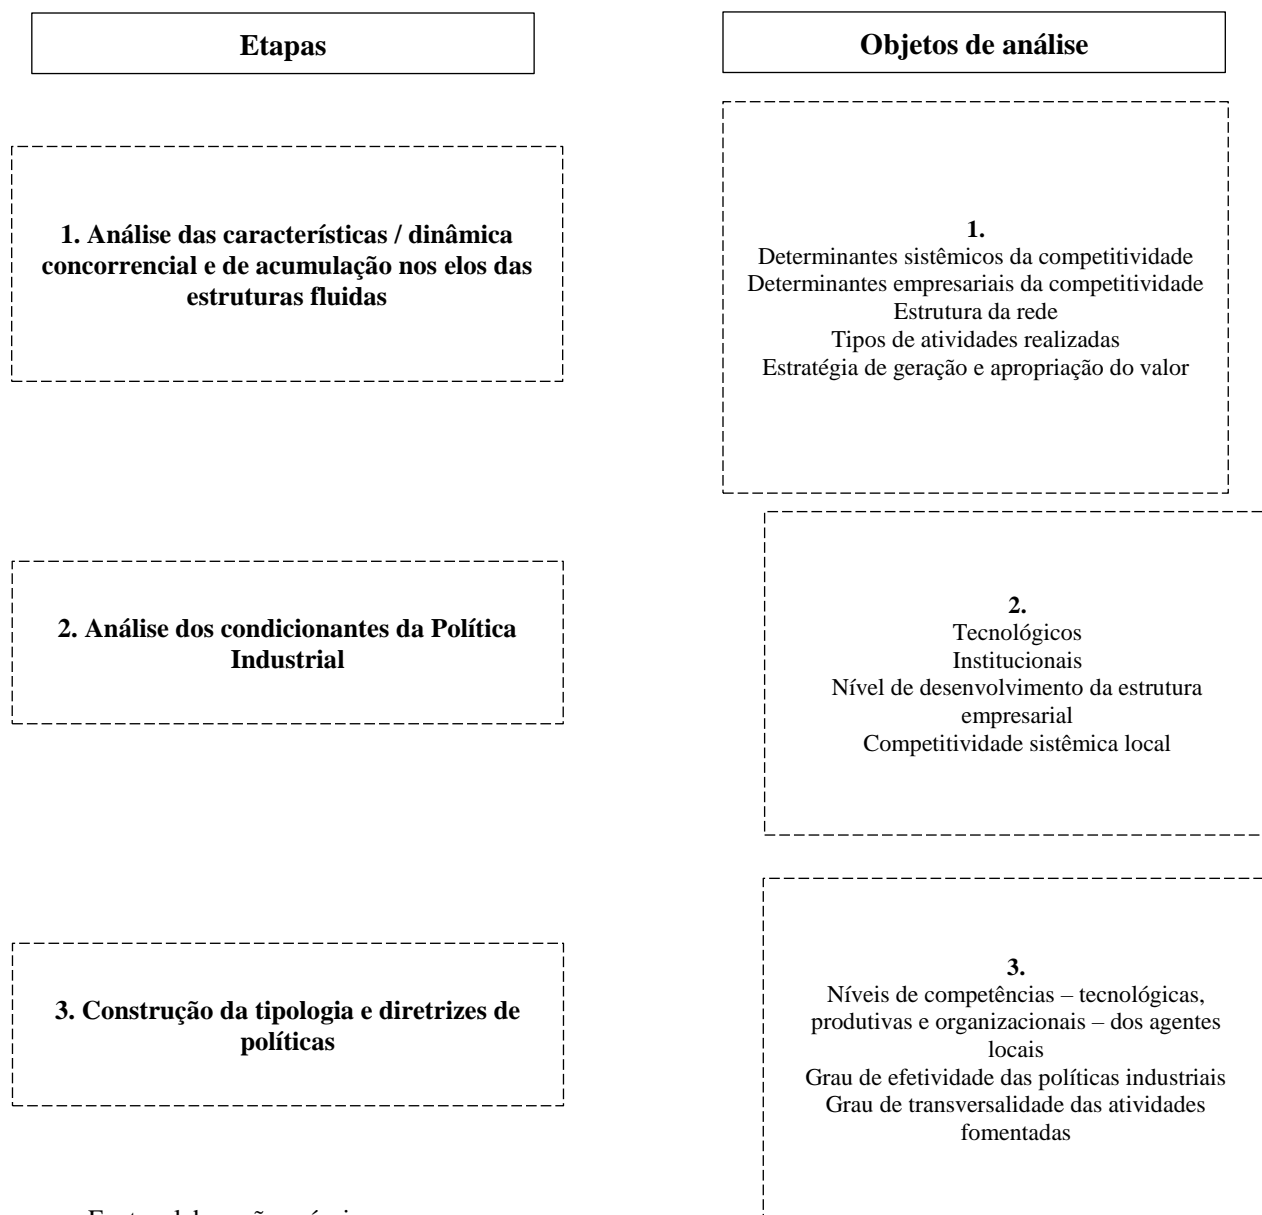 Etapas
Objetos de análise
1. Análise das características / dinâmica
concorrencial e de acumulação nos elos das
estruturas fluidas
1.
Determinantes sistêmicos da competitividade
Determinantes empresariais da competitividade
Estrutura da rede
Tipos de atividades realizadas
Estratégia de geração e apropriação do valor
2. Análise dos condicionantes da Política
Industrial
2.
Tecnológicos
Institucionais
Nível de desenvolvimento da estrutura
empresarial
Competitividade sistêmica local
3. Construção da tipologia e diretrizes de
políticas
3.
Níveis de competências – tecnológicas,
produtivas e organizacionais – dos agentes
locais
Grau de efetividade das políticas industriais
Grau de transversalidade das atividades
fomentadas